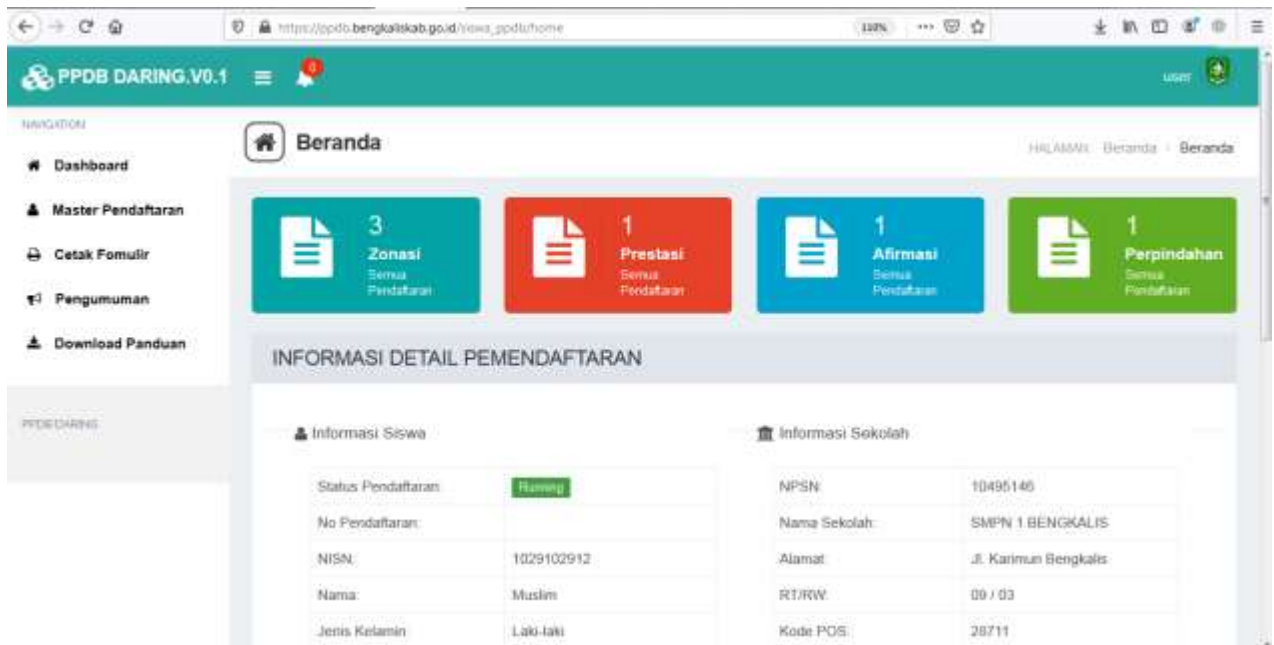 https://ppdb.bengkaliskab.go.id/siswa_ppdb/home
110%
PPDB DARING.V0.1
0
user
NAVIGATION
Dashboard
Master Pendaftaran
Cetak Fomulir
Pengumuman
Download Panduan
PPDB DARING
Beranda
HALAMAN: Beranda / Beranda
3
Zonasi
Semua
Pendaftaran
1
Prestasi
Semua
Pendaftaran
1
Afirmasi
Semua
Pendaftaran
1
Perpindahan
Semua
Pendaftaran
INFORMASI DETAIL PEMENDAFTARAN
Informasi Siswa
Status Pendaftaran: Running
No Pendaftaran:
NISN: 1029102912
Nama: Muslim
Jenis Kelamin: Laki-laki
Informasi Sekolah
NPSN: 10495146
Nama Sekolah: SMPN 1 BENGKALIS
Alamat: Jl. Karimun Bengkalis
RT/RW: 09 / 03
Kode POS: 28711